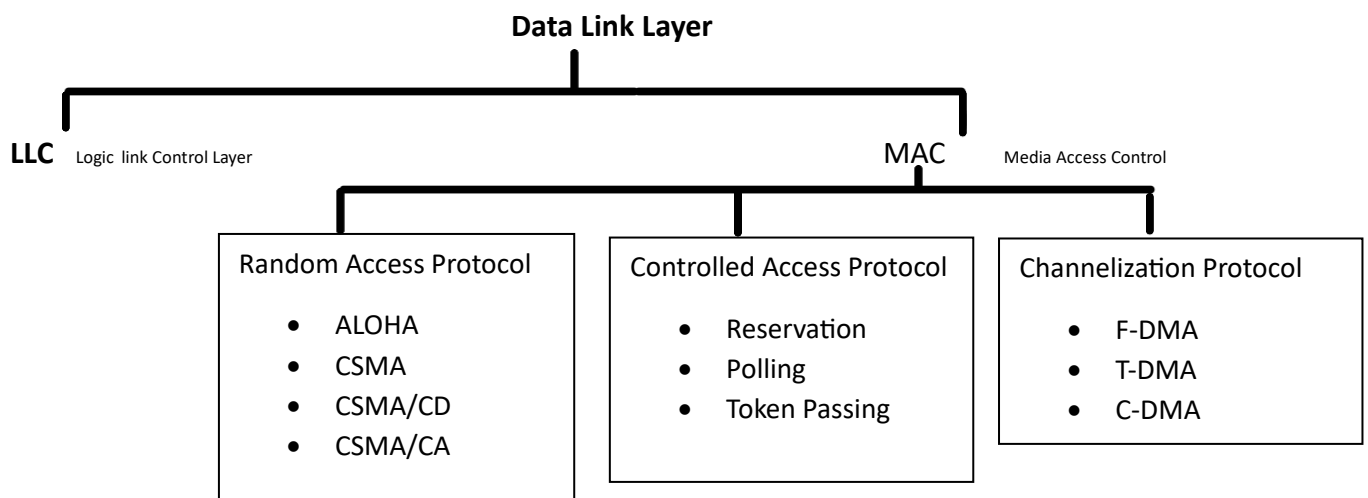 Data Link Layer
LLC Logic link Control Layer
MAC Media Access Control
Random Access Protocol
• ALOHA
• CSMA
• CSMA/CD
• CSMA/CA
Controlled Access Protocol
• Reservation
• Polling
• Token Passing
Channelization Protocol
• F-DMA
• T-DMA
• C-DMA